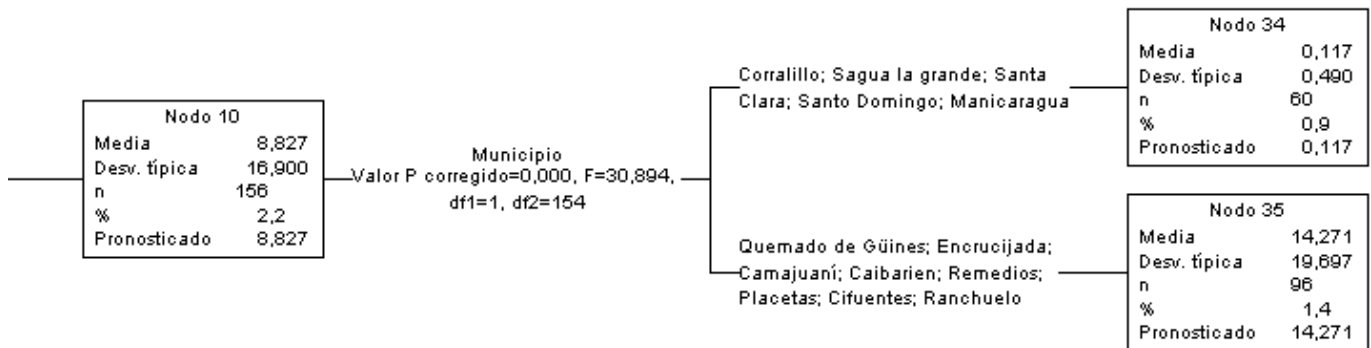 Nodo 10
Media 8,827
Desv. típica 16,900
n 156
% 2,2
Pronosticado 8,827
Municipio
Valor P corregido=0,000, F=30,894,
df1=1, df2=154
Corralillo; Sagua la grande; Santa
Clara; Santo Domingo; Manicaragua
Nodo 34
Media 0,117
Desv. típica 0,490
n 60
% 0,9
Pronosticado 0,117
Quemado de Güines; Encrucijada;
Camajuaní; Caibarien; Remedios;
Placetas; Cifuentes; Ranchuelo
Nodo 35
Media 14,271
Desv. típica 19,697
n 96
% 1,4
Pronosticado 14,271